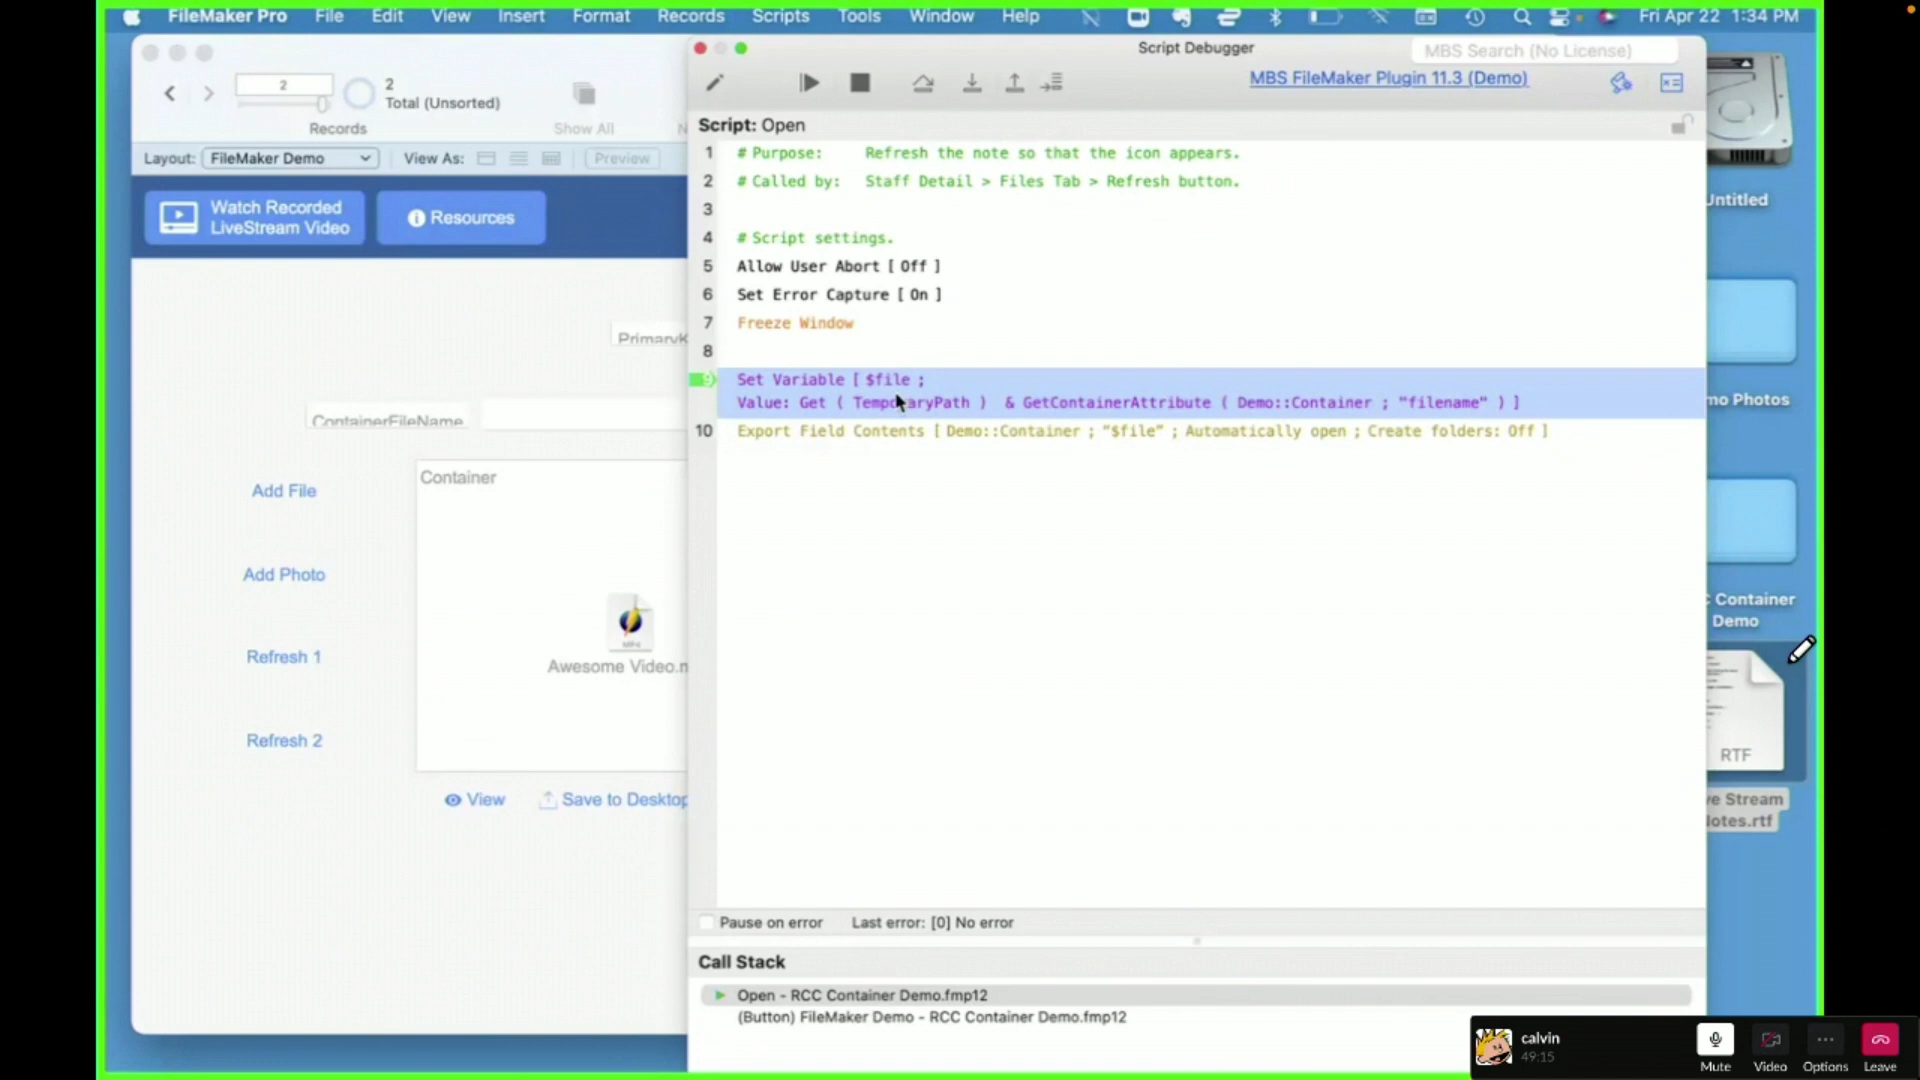 FileMaker Pro File Edit View Insert Format Records Scripts Tools Window Help Fri Apr 22 1:34 PM
Script Debugger
MBS Search (No License)
MBS FileMaker Plugin 11.3 (Demo)
2
2
Total (Unsorted)
Records
Show All
Layout: FileMaker Demo View As: Preview
Watch Recorded
LiveStream Video
Resources
PrimaryK
ContainerFileName
Container
Add File
Add Photo
Refresh 1
Refresh 2
MP4
Awesome Video.m
View
Save to Desktop
Script: Open
1 # Purpose: Refresh the note so that the icon appears.
2 # Called by: Staff Detail > Files Tab > Refresh button.
3
4 # Script settings.
5 Allow User Abort [ Off ]
6 Set Error Capture [ On ]
7 Freeze Window
8
9 Set Variable [ $file ;
Value: Get ( TemporaryPath ) & GetContainerAttribute ( Demo::Container ; "filename" ) ]
10 Export Field Contents [ Demo::Container ; "$file" ; Automatically open ; Create folders: Off ]
Pause on error Last error: [0] No error
Call Stack
Open - RCC Container Demo.fmp12
(Button) FileMaker Demo - RCC Container Demo.fmp12
Untitled
mo Photos
C Container
Demo
RTF
ve Stream
Notes.rtf
calvin
49:15
Mute Video Options Leave